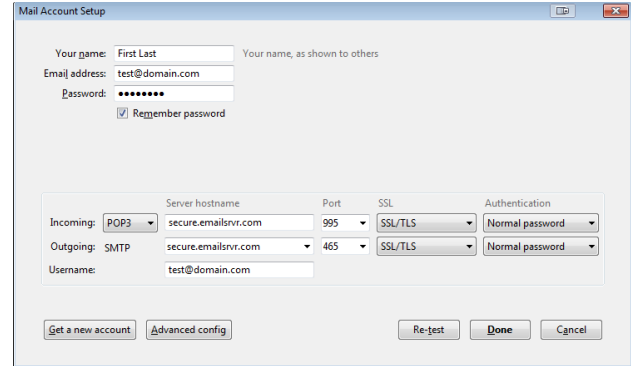 Mail Account Setup
Your name: First Last Your name, as shown to others
Email address: test@domain.com
Password: ●●●●●●●●
Remember password
Server hostname Port SSL Authentication
Incoming: POP3 secure.emailsrvr.com 995 SSL/TLS Normal password
Outgoing: SMTP secure.emailsrvr.com 465 SSL/TLS Normal password
Username: test@domain.com
Get a new account Advanced config Re-test Done Cancel